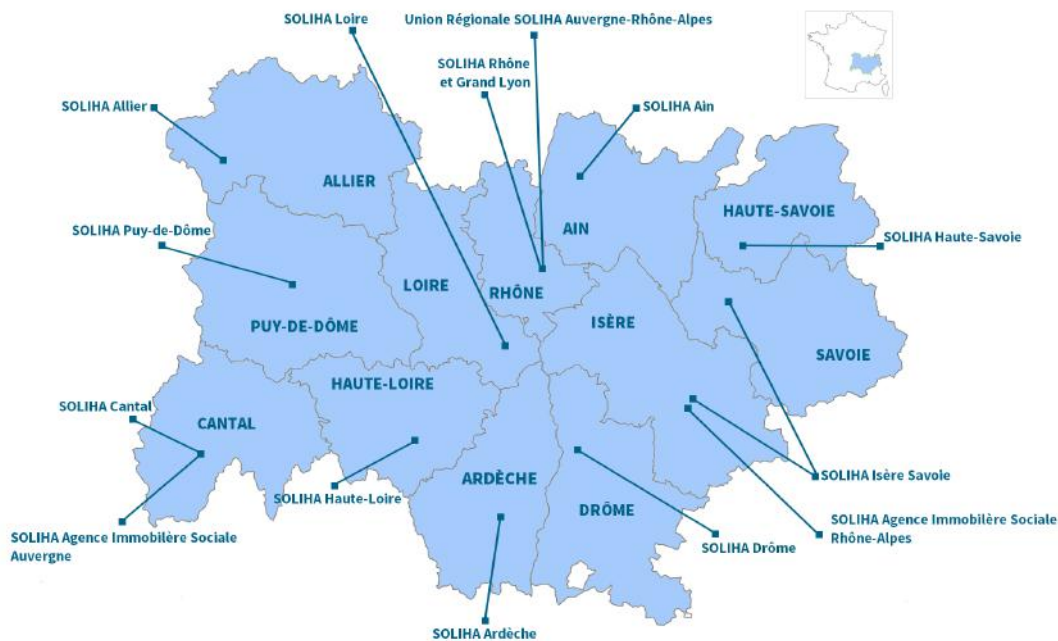 SOLIHA Loire
Union Régionale SOLIHA Auvergne-Rhône-Alpes
SOLIHA Rhône
et Grand Lyon
SOLIHA Allier
SOLIHA Ain
ALLIER
HAUTE-SAVOIE
AIN
SOLIHA Puy-de-Dôme
SOLIHA Haute-Savoie
LOIRE
RHÔNE
PUY-DE-DÔME
ISÈRE
SAVOIE
HAUTE-LOIRE
SOLIHA Cantal
CANTAL
ARDÈCHE
SOLIHA Isère Savoie
SOLIHA Haute-Loire
DRÔME
SOLIHA Agence Immobilère Sociale
Rhône-Alpes
SOLIHA Agence Immobilère Sociale
Auvergne
SOLIHA Drôme
SOLIHA Ardèche